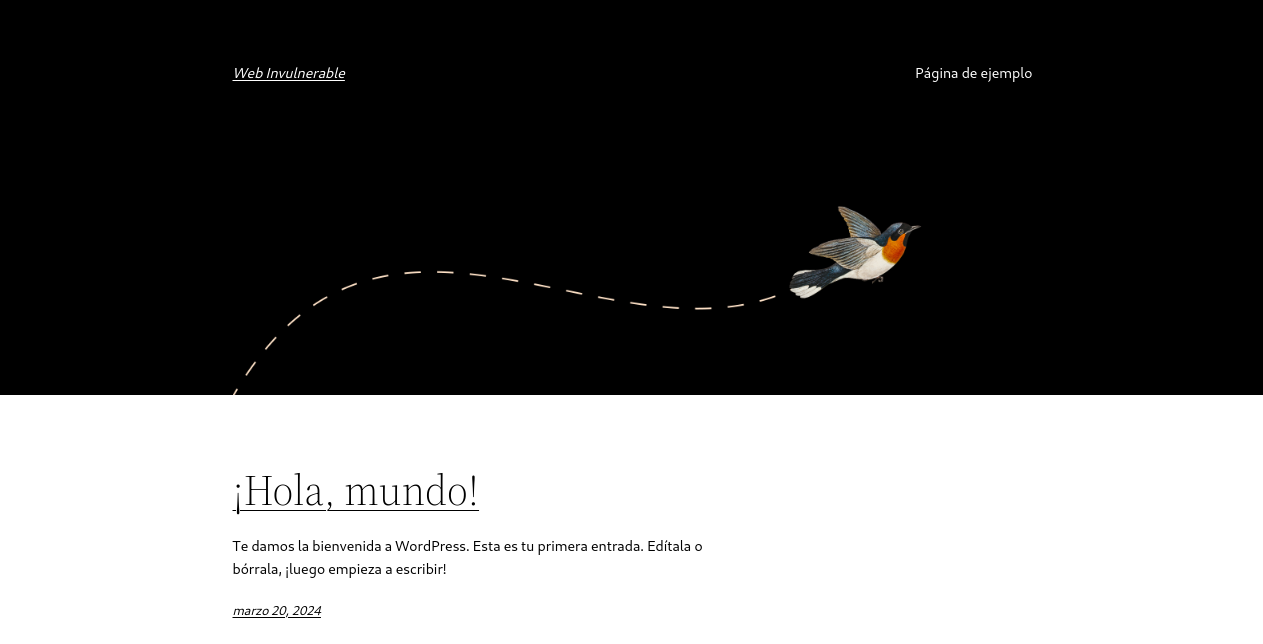 Web Invulnerable
Página de ejemplo
¡Hola, mundo!
Te damos la bienvenida a WordPress. Esta es tu primera entrada. Edítala o
bórrala, ¡luego empieza a escribir!
marzo 20, 2024